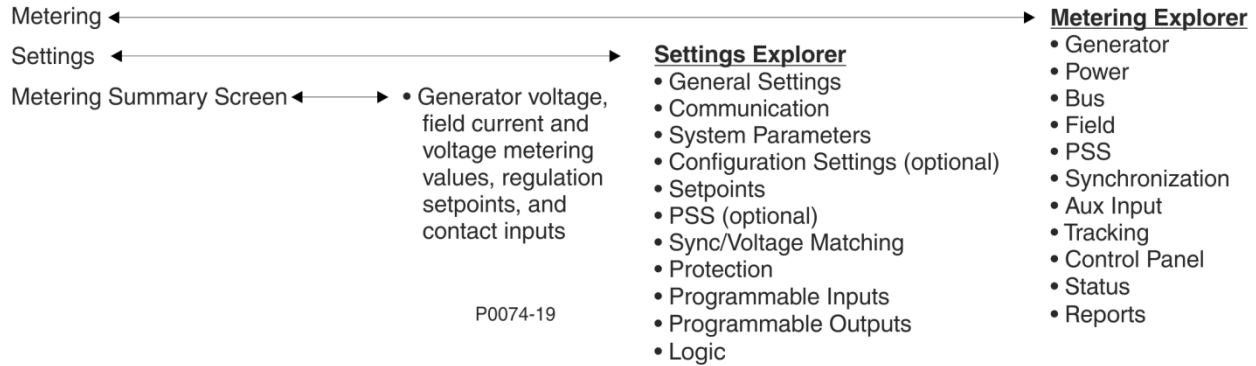 Metering
Settings
Metering Summary Screen
• Generator voltage,
field current and
voltage metering
values, regulation
setpoints, and
contact inputs
P0074-19
Settings Explorer
• General Settings
• Communication
• System Parameters
• Configuration Settings (optional)
• Setpoints
• PSS (optional)
• Sync/Voltage Matching
• Protection
• Programmable Inputs
• Programmable Outputs
• Logic
Metering Explorer
• Generator
• Power
• Bus
• Field
• PSS
• Synchronization
• Aux Input
• Tracking
• Control Panel
• Status
• Reports